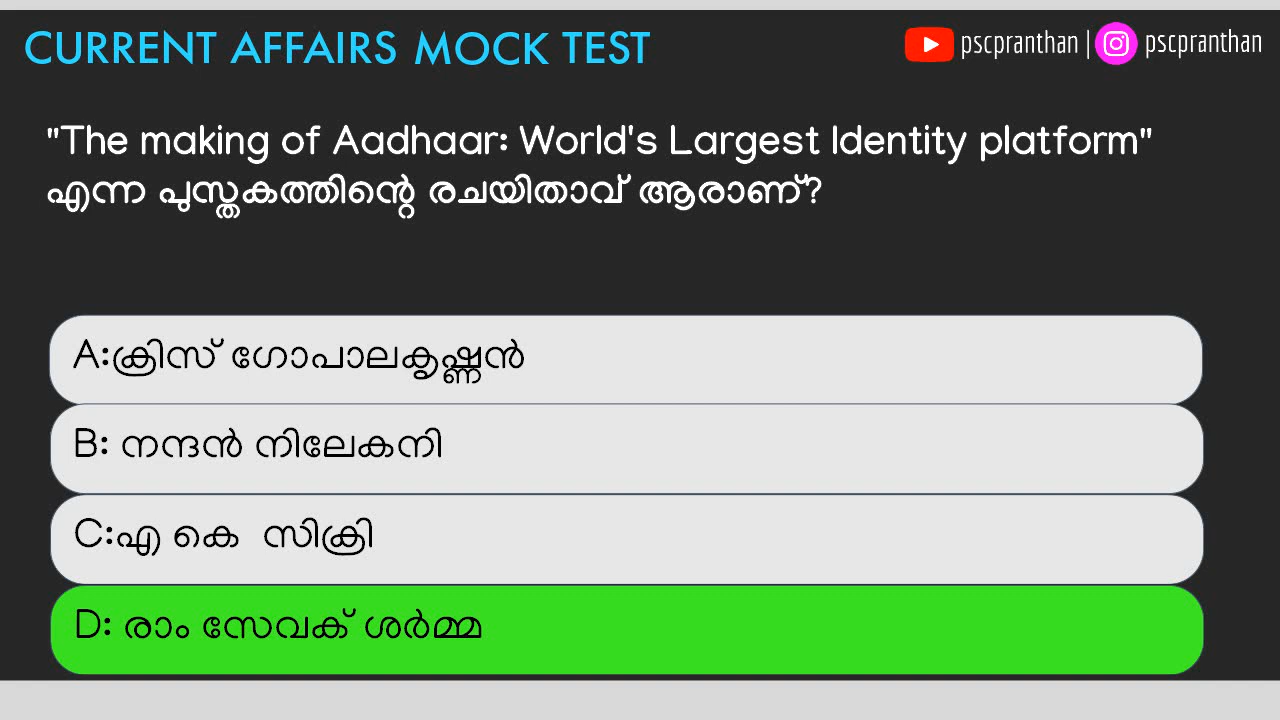 CURRENT AFFAIRS MOCK TEST
pscpranthan | pscpranthan
"The making of Aadhaar: World's Largest Identity platform"
എന്ന പുസ്തകത്തിന്റെ രചയിതാവ് ആരാണ്?
A:ക്രിസ് ഗോപാലകൃഷ്ണൻ
B: നന്ദൻ നിലേകനി
C:എ കെ സിക്രി
D: രാം സേവക് ശർമ്മ